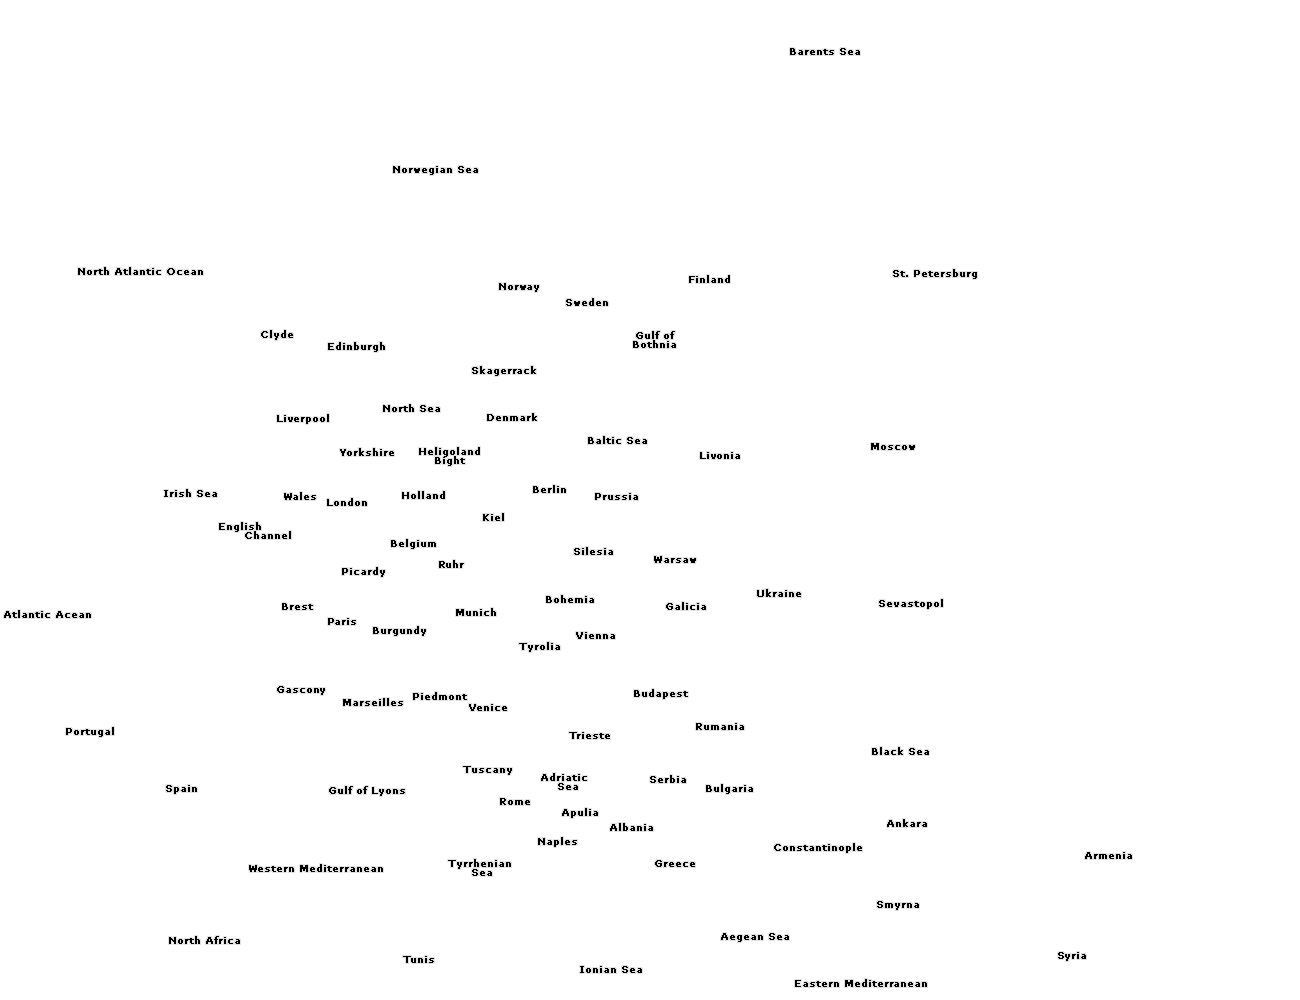 Barents Sea
Norwegian Sea
North Atlantic Ocean
Norway
Finland
St. Petersburg
Sweden
Clyde
Edinburgh
Gulf of
Bothnia
Skagerrack
North Sea
Liverpool
Denmark
Baltic Sea
Moscow
Yorkshire
Heligoland
Bight
Livonia
Irish Sea
Wales
London
Holland
Berlin
Prussia
Kiel
English
Channel
Belgium
Silesia
Warsaw
Ruhr
Picardy
Ukraine
Bohemia
Galicia
Sevastopol
Brest
Munich
Atlantic Acean
Paris
Burgundy
Vienna
Tyrolia
Gascony
Marseilles
Piedmont
Venice
Budapest
Rumania
Portugal
Trieste
Black Sea
Tuscany
Adriatic
Sea
Serbia
Bulgaria
Spain
Gulf of Lyons
Rome
Apulia
Albania
Ankara
Naples
Constantinople
Armenia
Western Mediterranean
Tyrrhenian
Sea
Greece
Smyrna
North Africa
Aegean Sea
Tunis
Ionian Sea
Syria
Eastern Mediterranean